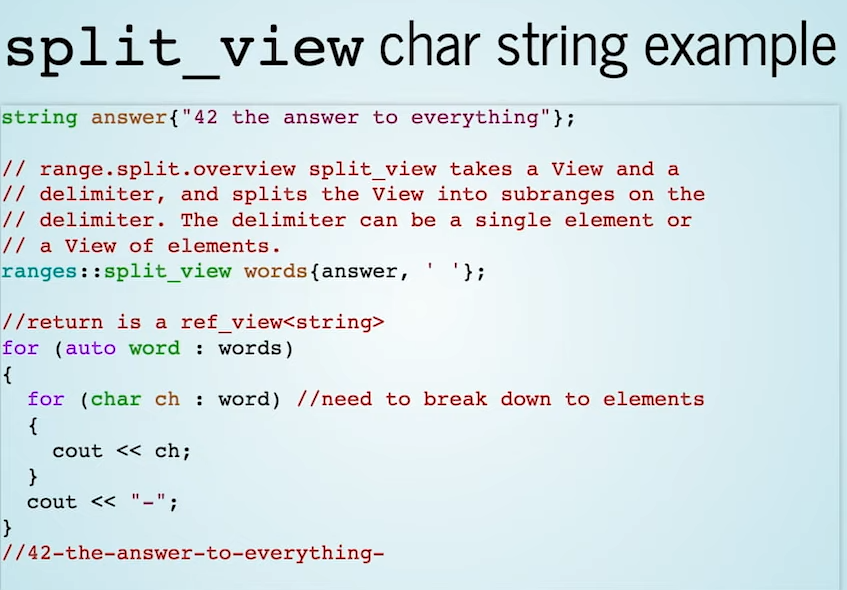 split_view char string example
string answer{"42 the answer to everything"};
// range.split.overview split_view takes a View and a
// delimiter, and splits the View into subranges on the
// delimiter. The delimiter can be a single element or
// a View of elements.
ranges::split_view words{answer, ' '};
//return is a ref_view<string>
for (auto word : words)
{
  for (char ch : word) //need to break down to elements
  {
    cout << ch;
  }
  cout << "-";
}
//42-the-answer-to-everything-